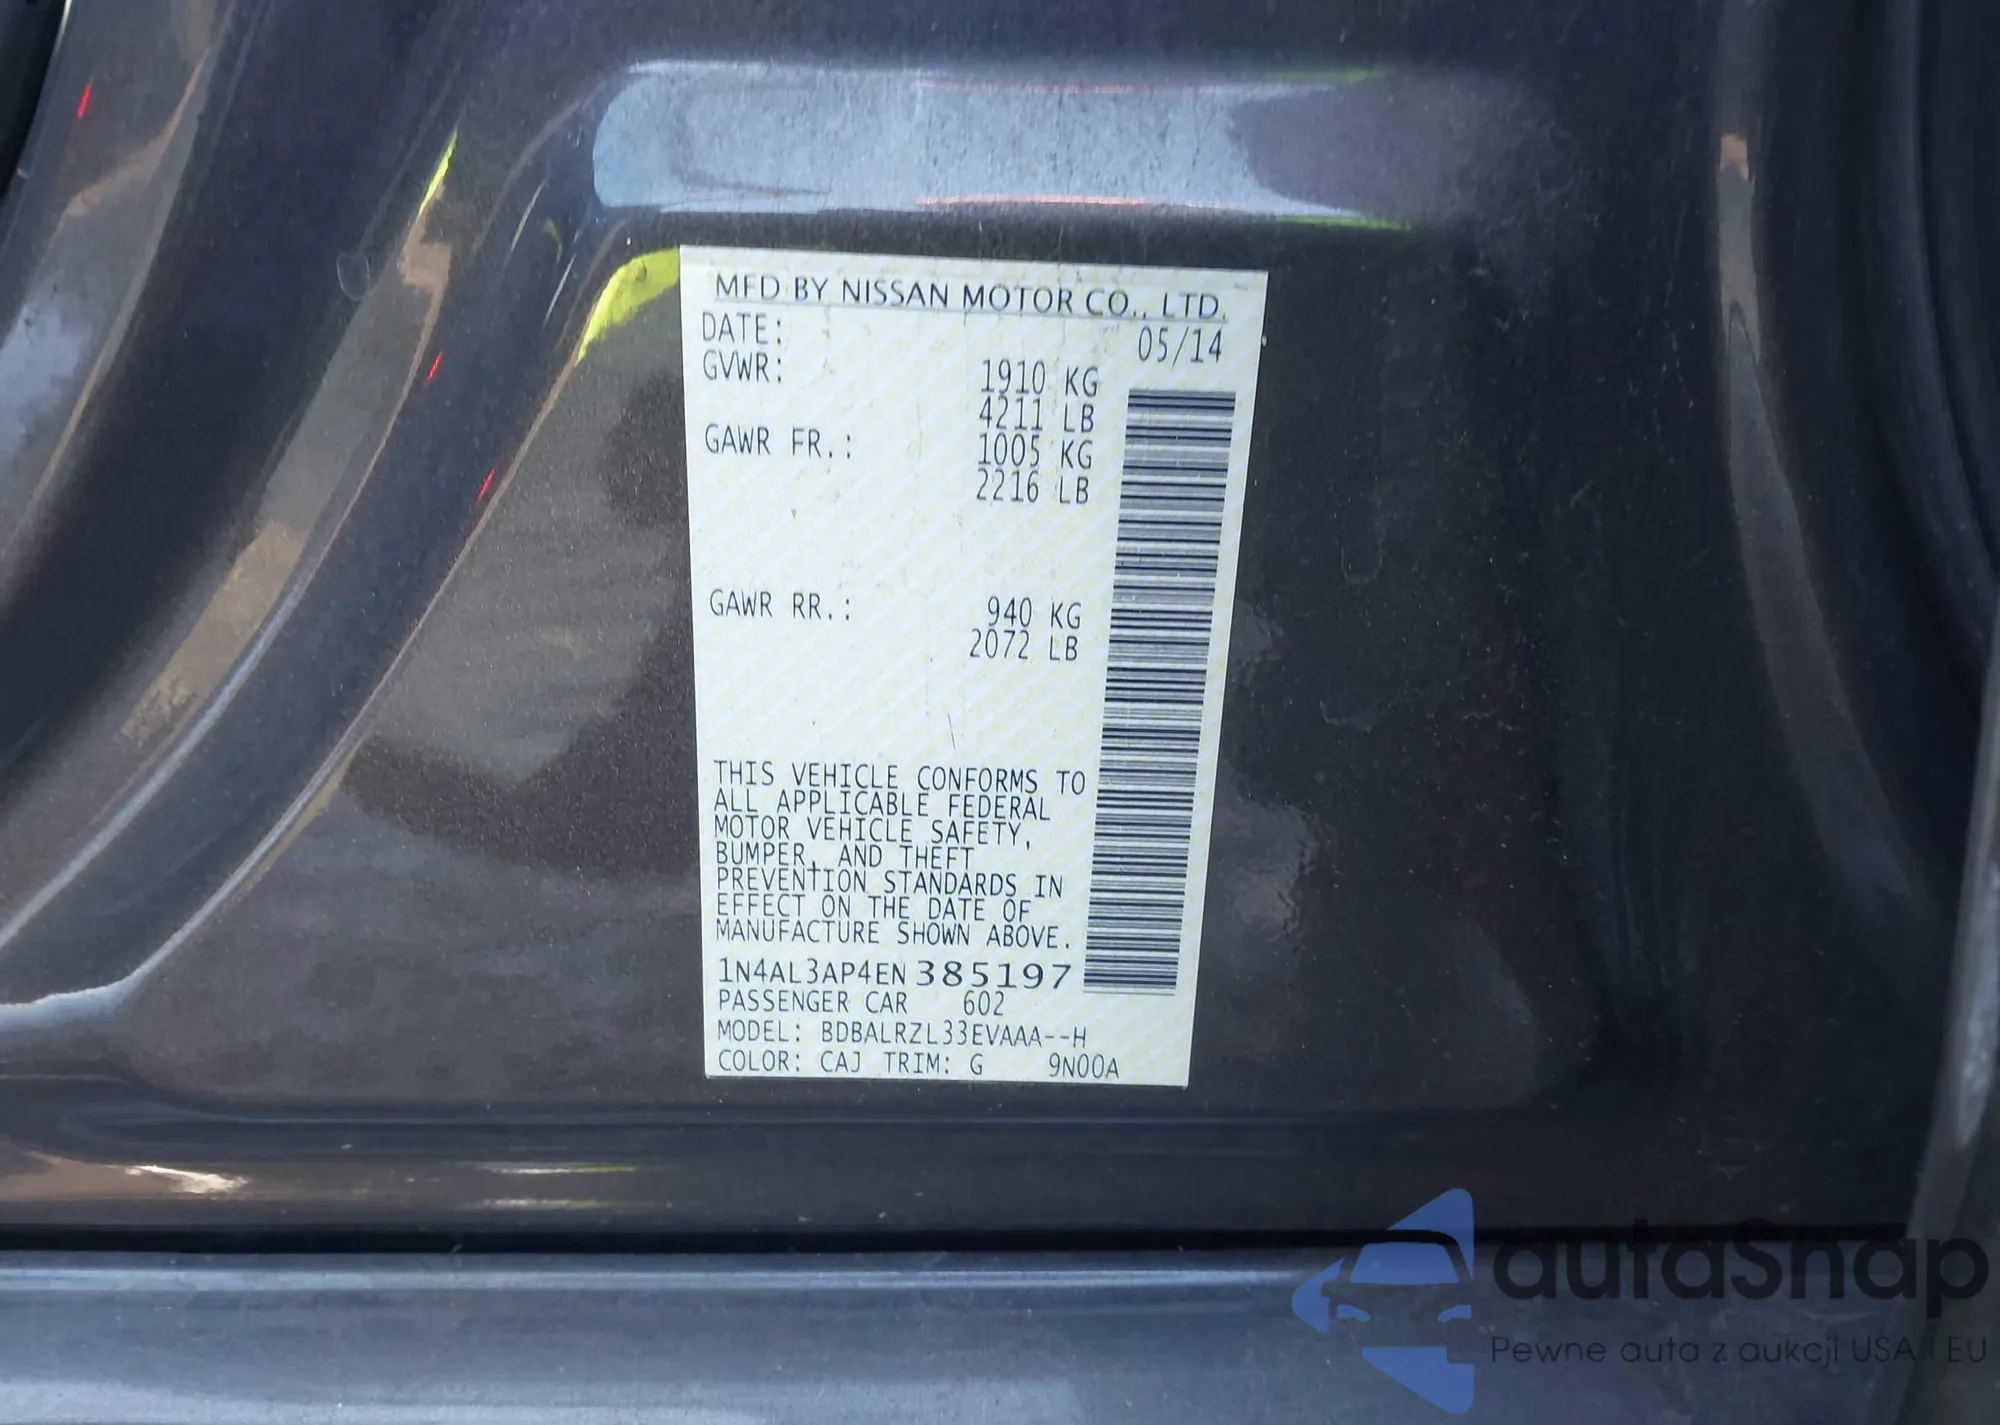 MFD BY NISSAN MOTOR CO., LTD.
DATE: 05/14
GVWR: 1910 KG
4211 LB
GAWR FR.: 1005 KG
2216 LB
GAWR RR.: 940 KG
2072 LB
THIS VEHICLE CONFORMS TO
ALL APPLICABLE FEDERAL
MOTOR VEHICLE SAFETY,
BUMPER, AND THEFT
PREVENTION STANDARDS IN
EFFECT ON THE DATE OF
MANUFACTURE SHOWN ABOVE.
1N4AL3AP4EN385197
PASSENGER CAR 602
MODEL: BDBALRZL33EVAAA--H
COLOR: CAJ TRIM: G 9N00A
autaSnap
Pewne auta z aukcji USA i EU